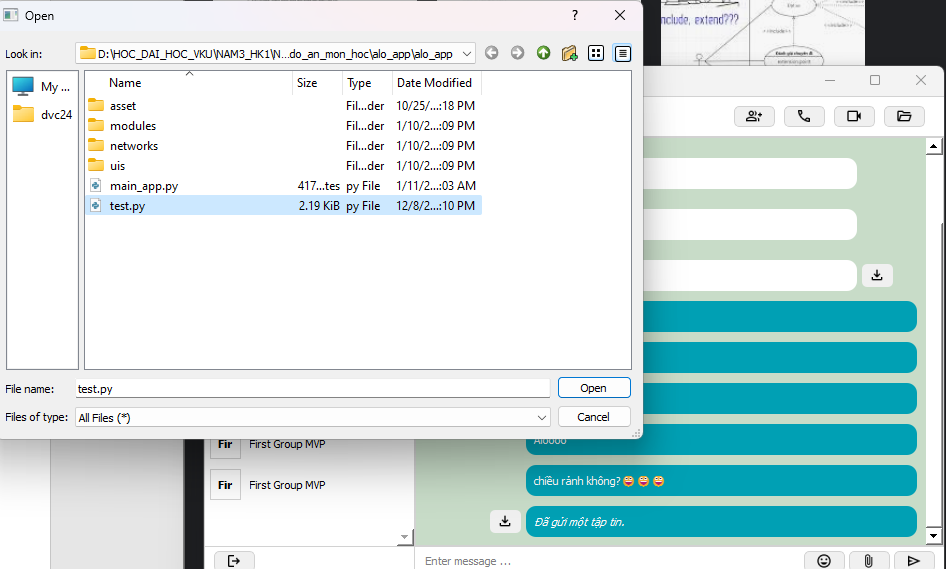 Open
?
Look in:
D:\HOC_DAI_HOC_VKU\NAM3_HK1\N...do_an_mon_hoc\alo_app\alo_app
My ...
dvc24
Name Size Type Date Modified
asset Fil...der 10/25/...:18 PM
modules Fil...der 1/10/2...:09 PM
networks Fil...der 1/10/2...:09 PM
uis Fil...der 1/10/2...:09 PM
main_app.py 417...tes py File 1/11/2...:03 AM
test.py 2.19 KiB py File 12/8/2...:10 PM
File name: test.py Open
Files of type: All Files (*) Cancel
include, extend???
Fir First Group MVP
Fir First Group MVP
Aloooo
chiều rảnh không?😄😄😄
Đã gửi một tập tin.
Enter message ...